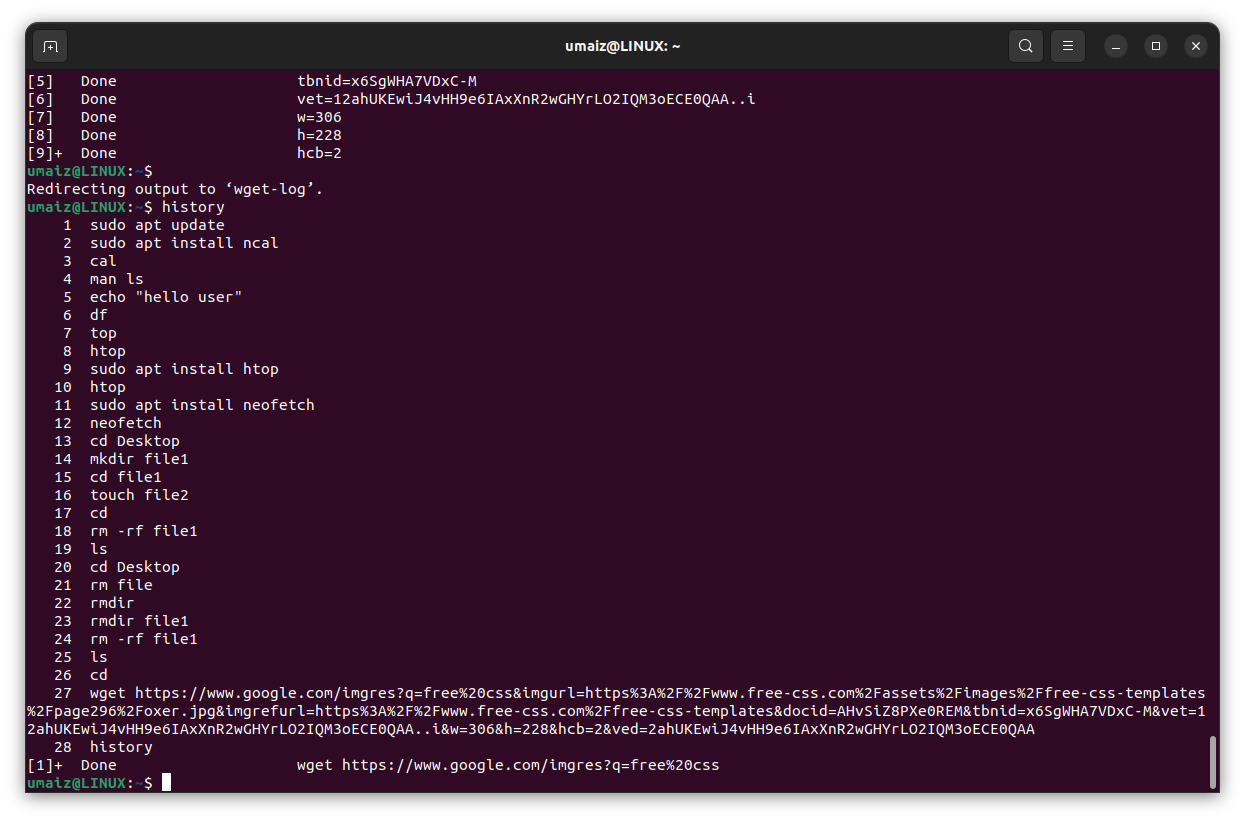 umaiz@LINUX: ~
[5]   Done                    tbnid=x6SgWHA7VDxC-M
[6]   Done                    vet=12ahUKEwiJ4vHH9e6IAxXnR2wGHYrLO2IQM3oECE0QAA..i
[7]   Done                    w=306
[8]   Done                    h=228
[9]+  Done                    hcb=2
umaiz@LINUX:~$
Redirecting output to ‘wget-log’.
umaiz@LINUX:~$ history
    1  sudo apt update
    2  sudo apt install ncal
    3  cal
    4  man ls
    5  echo "hello user"
    6  df
    7  top
    8  htop
    9  sudo apt install htop
   10  htop
   11  sudo apt install neofetch
   12  neofetch
   13  cd Desktop
   14  mkdir file1
   15  cd file1
   16  touch file2
   17  cd
   18  rm -rf file1
   19  ls
   20  cd Desktop
   21  rm file
   22  rmdir
   23  rmdir file1
   24  rm -rf file1
   25  ls
   26  cd
   27  wget https://www.google.com/imgres?q=free%20css&imgurl=https%3A%2F%2Fwww.free-css.com%2Fassets%2Fimages%2Ffree-css-templates
%2Fpage296%2Foxer.jpg&imgrefurl=https%3A%2F%2Fwww.free-css.com%2Ffree-css-templates&docid=AHvSiZ8PXe0REM&tbnid=x6SgWHA7VDxC-M&vet=1
2ahUKEwiJ4vHH9e6IAxXnR2wGHYrLO2IQM3oECE0QAA..i&w=306&h=228&hcb=2&ved=2ahUKEwiJ4vHH9e6IAxXnR2wGHYrLO2IQM3oECE0QAA
   28  history
[1]+  Done                    wget https://www.google.com/imgres?q=free%20css
umaiz@LINUX:~$